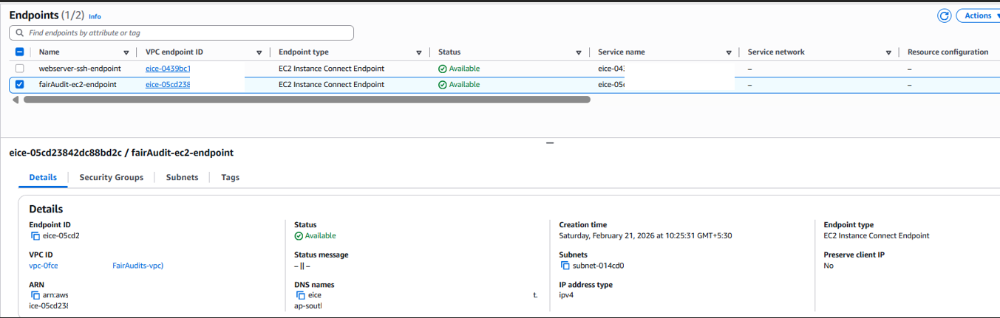 Endpoints (1/2) Info
Actions
Find endpoints by attribute or tag
Name VPC endpoint ID Endpoint type Status Service name Service network Resource configuration
webserver-ssh-endpoint eice-0439bc1 EC2 Instance Connect Endpoint Available eice-043 – –
fairAudit-ec2-endpoint eice-05cd238 EC2 Instance Connect Endpoint Available eice-05c – –
eice-05cd23842dc88bd2c / fairAudit-ec2-endpoint
Details Security Groups Subnets Tags
Details
Endpoint ID Status Creation time Endpoint type
eice-05cd2 Available Saturday, February 21, 2026 at 10:25:31 GMT+5:30 EC2 Instance Connect Endpoint
VPC ID Status message Subnets Preserve client IP
vpc-0fce FairAudits-vpc) – || – subnet-014cd0 No
ARN DNS names IP address type
arn:aws eice t. ipv4
ice-05cd238 ap-soutl